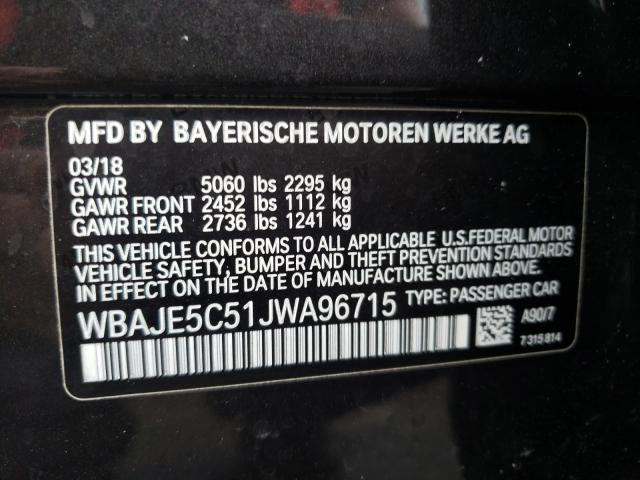 MFD BY BAYERISCHE MOTOREN WERKE AG
03/18
GVWR 5060 lbs 2295 kg
GAWR FRONT 2452 lbs 1112 kg
GAWR REAR 2736 lbs 1241 kg
THIS VEHICLE CONFORMS TO ALL APPLICABLE U.S.FEDERAL MOTOR
VEHICLE SAFETY, BUMPER AND THEFT PREVENTION STANDARDS
IN EFFECT ON THE DATE OF MANUFACTURE SHOWN ABOVE.
WBAJE5C51JWA96715 TYPE: PASSENGER CAR
A90/7
7315814